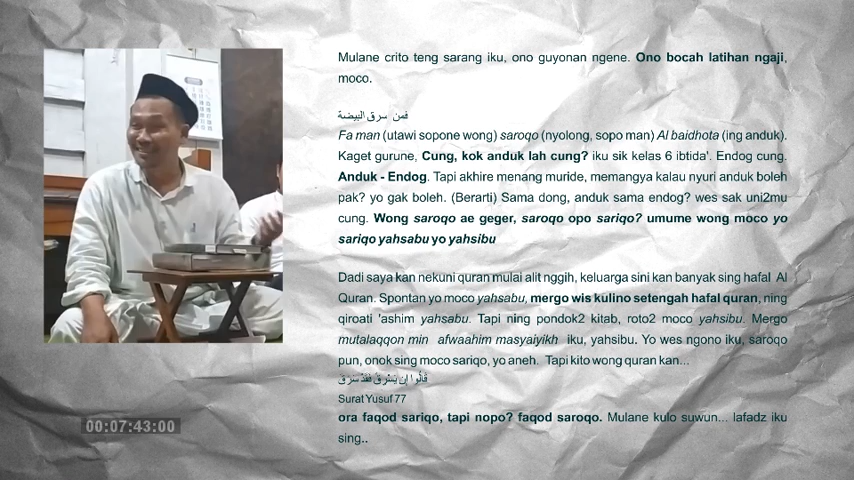 Mulane crito teng sarang iku, ono guyonan ngene. Ono bocah latihan ngaji,
moco.
فمن سرق البيضة
Fa man (utawi sopone wong) saroqo (nyolong, sopo man) Al baidhota (ing anduk).
Kaget gurune, Cung, kok anduk lah cung? iku sik kelas 6 ibtida'. Endog cung.
Anduk - Endog. Tapi akhire menang muride, memangya kalau nyuri anduk boleh
pak? yo gak boleh. (Berarti) Sama dong, anduk sama endog? wes sak uni2mu
cung. Wong saroqo ae geger, saroqo opo sariqo? umume wong moco yo
sariqo yahsabu yo yahsibu
Dadi saya kan nekuni quran mulai alit nggih, keluarga sini kan banyak sing hafal Al
Quran. Spontan yo moco yahsabu, mergo wis kulino setengah hafal quran, ning
qiroati 'ashim yahsabu. Tapi ning pondok2 kitab, roto2 moco yahsibu. Mergo
mutalaqqon min afwaahim masyaiyikh iku, yahsibu. Yo wes ngono iku, saroqo
pun, onok sing moco sariqo, yo aneh. Tapi kito wong quran kan...
قَالُوا إِن يَسْرِقْ فَقَدْ سَرَقَ
Surat Yusuf 77
ora faqod sariqo, tapi nopo? faqod saroqo. Mulane kulo suwun... lafadz iku
sing..
00:07:43:00